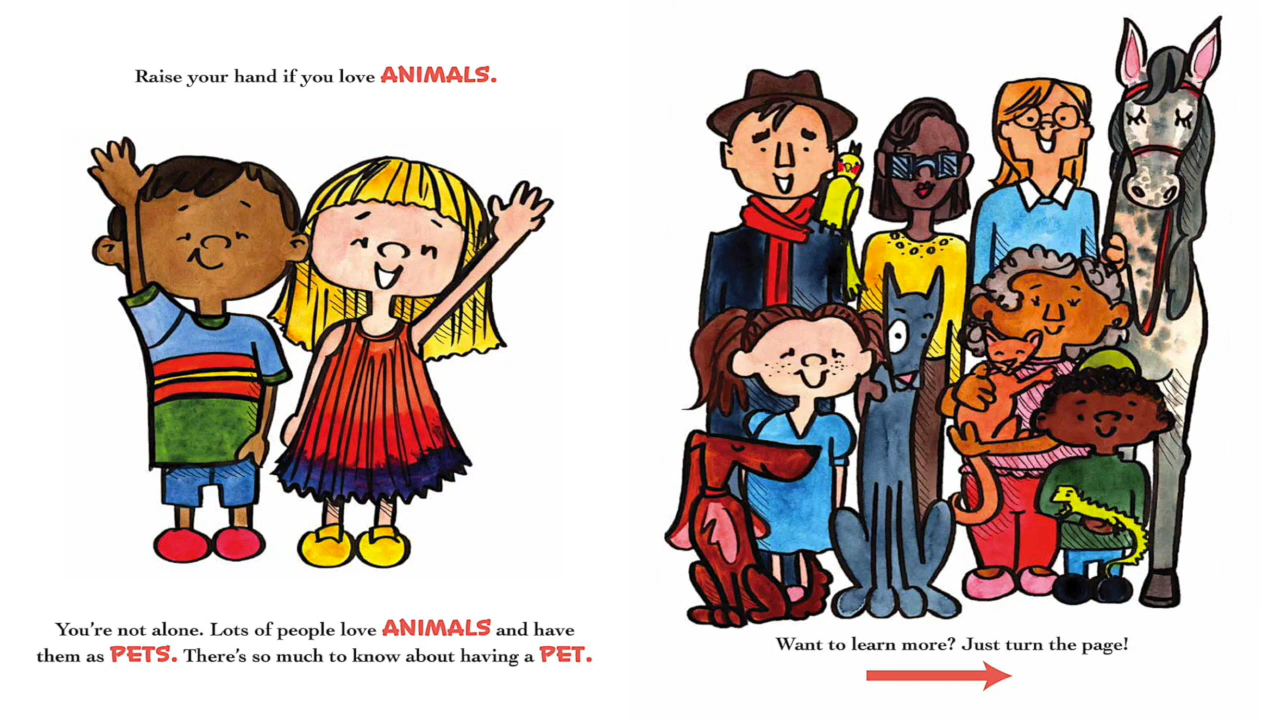 Raise your hand if you love ANIMALS.
You're not alone. Lots of people love ANIMALS and have
them as PETS. There's so much to know about having a PET.
Want to learn more? Just turn the page!